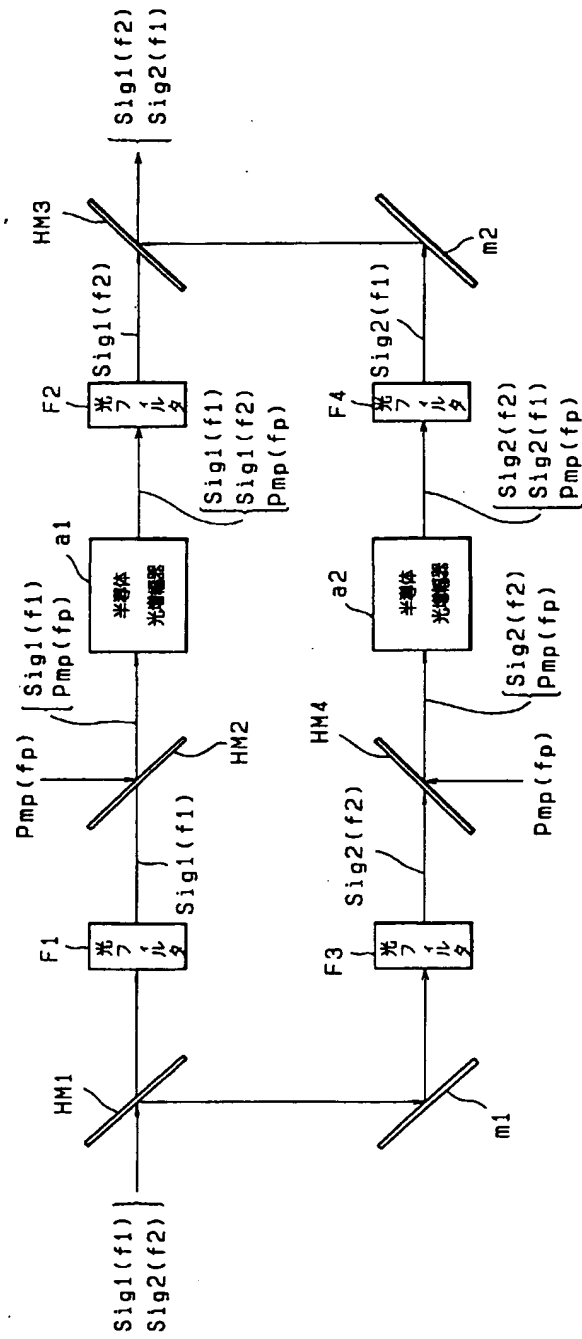 Sig1(f1)
Sig2(f2)
HM1
F1
光フィルタ
Sig1(f1)
Pmp(fp)
HM2
Sig1(f1)
Pmp(fp)
a1
半導体
光増幅器
Sig1(f1)
Sig1(f2)
Pmp(fp)
F2
光フィルタ
Sig1(f2)
HM3
Sig1(f2)
Sig2(f1)
m1
F3
光フィルタ
Sig2(f2)
HM4
Pmp(fp)
Sig2(f2)
Pmp(fp)
a2
半導体
光増幅器
Sig2(f2)
Sig2(f1)
Pmp(fp)
F4
光フィルタ
Sig2(f1)
m2